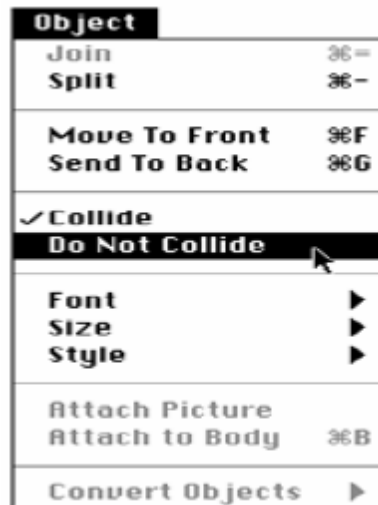 Object
Join ⌘=
Split ⌘-
Move To Front ⌘F
Send To Back ⌘G
✓Collide
Do Not Collide
Font ▶
Size ▶
Style ▶
Attach Picture
Attach to Body ⌘B
Convert Objects ▶